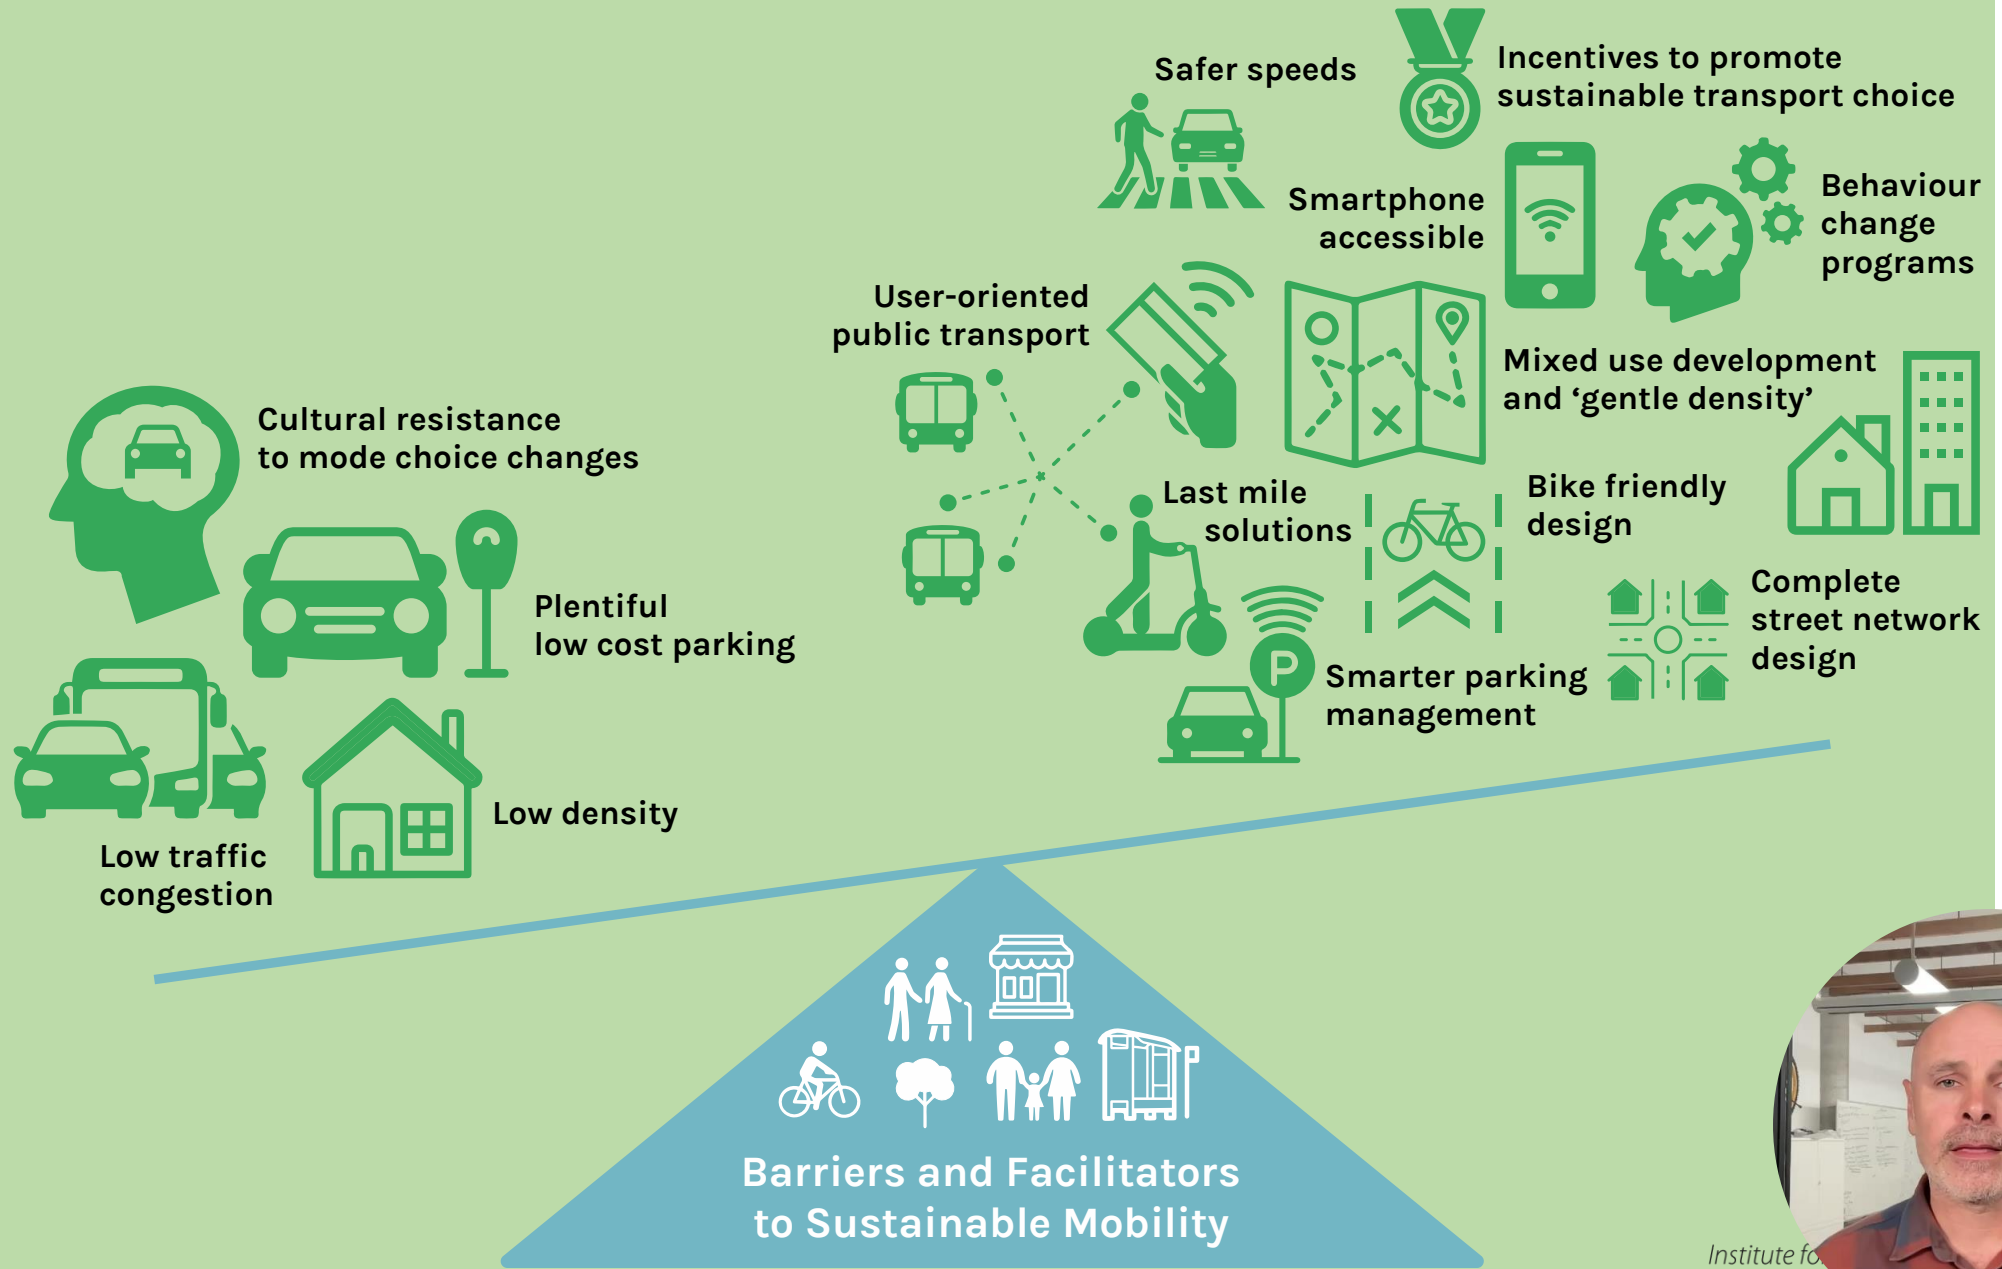 Safer speeds
Incentives to promote
sustainable transport choice
Smartphone
accessible
Behaviour
change
programs
User-oriented
public transport
Mixed use development
and ‘gentle density’
Cultural resistance
to mode choice changes
Last mile
solutions
Bike friendly
design
Plentiful
low cost parking
Complete
street network
design
P
Smarter parking
management
Low density
Low traffic
congestion
Barriers and Facilitators
to Sustainable Mobility
Institute